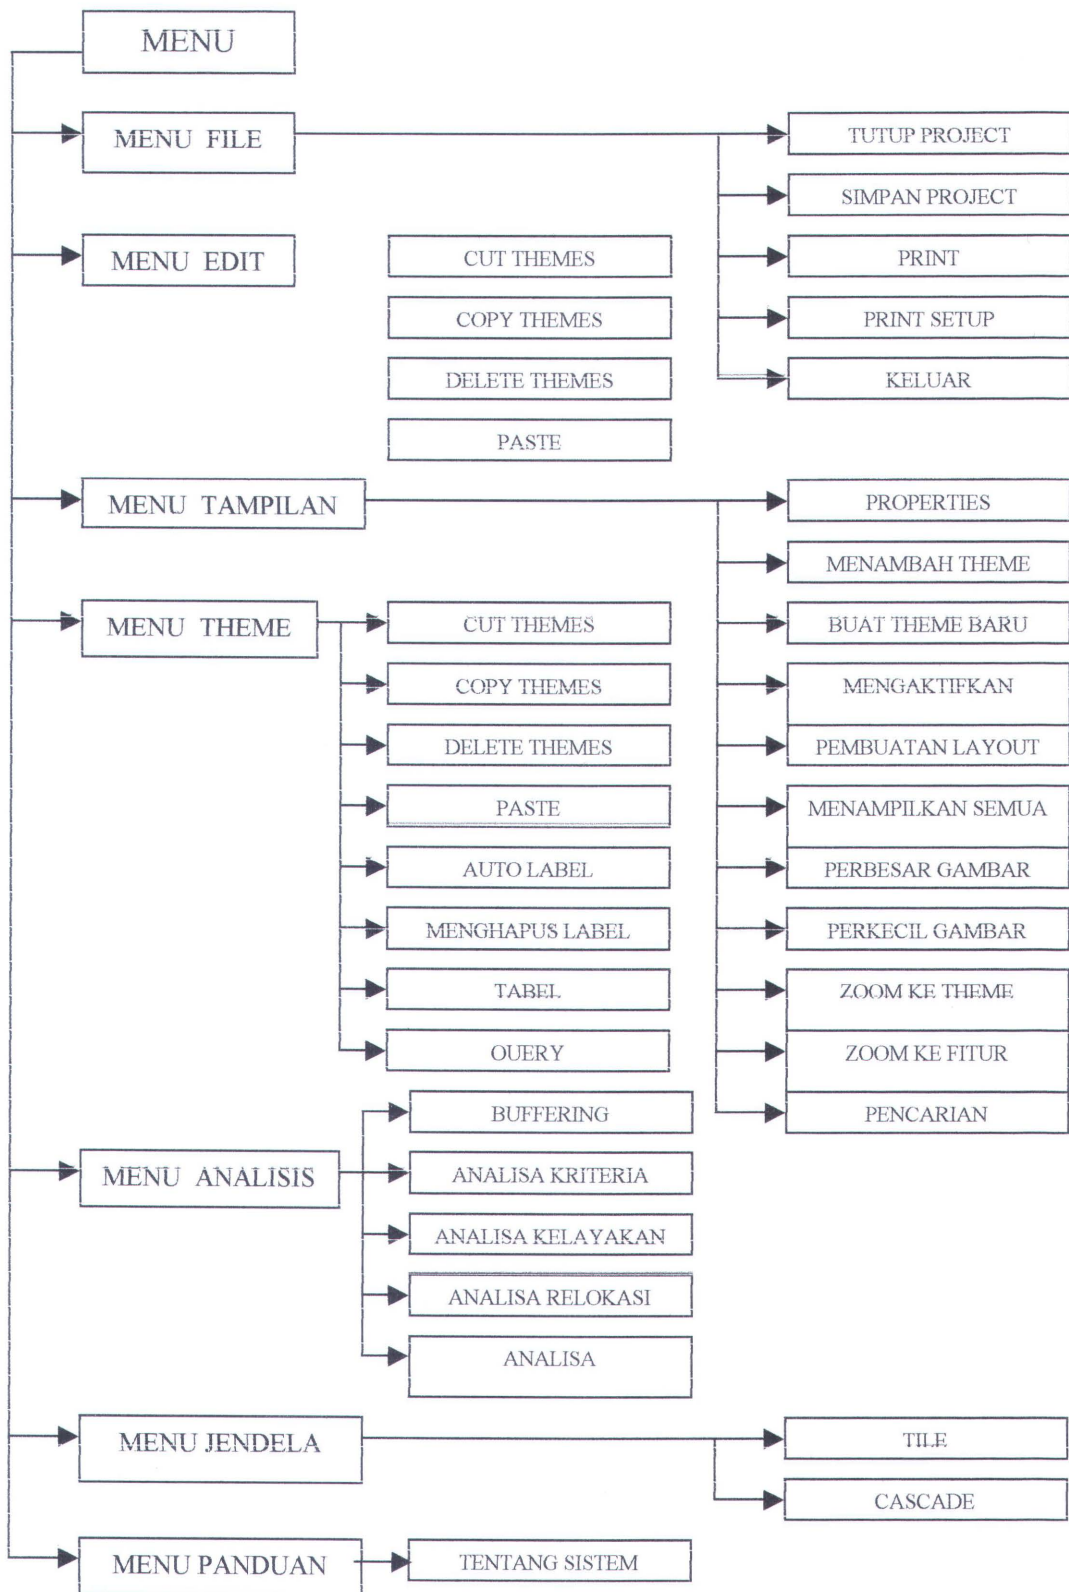 MENU
MENU FILE
TUTUP PROJECT
SIMPAN PROJECT
PRINT
PRINT SETUP
KELUAR
MENU EDIT
CUT THEMES
COPY THEMES
DELETE THEMES
PASTE
MENU TAMPILAN
PROPERTIES
MENAMBAH THEME
BUAT THEME BARU
MENGAKTIFKAN
PEMBUATAN LAYOUT
MENAMPILKAN SEMUA
PERBESAR GAMBAR
PERKECIL GAMBAR
ZOOM KE THEME
ZOOM KE FITUR
PENCARIAN
MENU THEME
CUT THEMES
COPY THEMES
DELETE THEMES
PASTE
AUTO LABEL
MENGHAPUS LABEL
TABEL
QUERY
MENU ANALISIS
BUFFERING
ANALISA KRITERIA
ANALISA KELAYAKAN
ANALISA RELOKASI
ANALISA
MENU JENDELA
TILE
CASCADE
MENU PANDUAN
TENTANG SISTEM